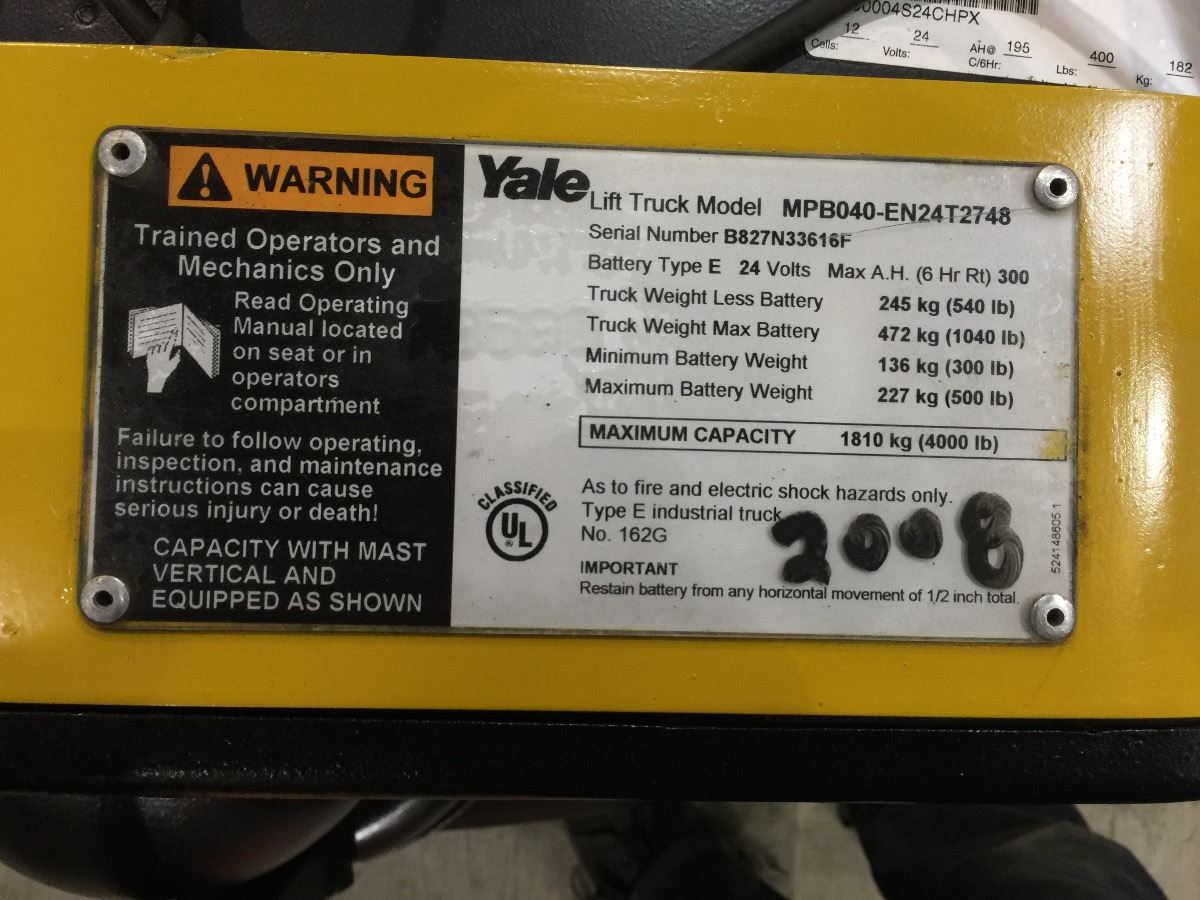 0004S24CHPX
12 24 195 400 182
Cells: Volts: AH@ C/6Hr: Lbs: Kg:
WARNING
Trained Operators and
Mechanics Only
Read Operating
Manual located
on seat or in
operators
compartment
Failure to follow operating,
inspection, and maintenance
instructions can cause
serious injury or death!
CAPACITY WITH MAST
VERTICAL AND
EQUIPPED AS SHOWN
Yale
Lift Truck Model MPB040-EN24T2748
Serial Number B827N33616F
Battery Type E 24 Volts Max A.H. (6 Hr Rt) 300
Truck Weight Less Battery 245 kg (540 lb)
Truck Weight Max Battery 472 kg (1040 lb)
Minimum Battery Weight 136 kg (300 lb)
Maximum Battery Weight 227 kg (500 lb)
MAXIMUM CAPACITY 1810 kg (4000 lb)
CLASSIFIED
UL
®
As to fire and electric shock hazards only.
Type E industrial truck
No. 162G
2008
IMPORTANT
Restain battery from any horizontal movement of 1/2 inch total.
524148605.1